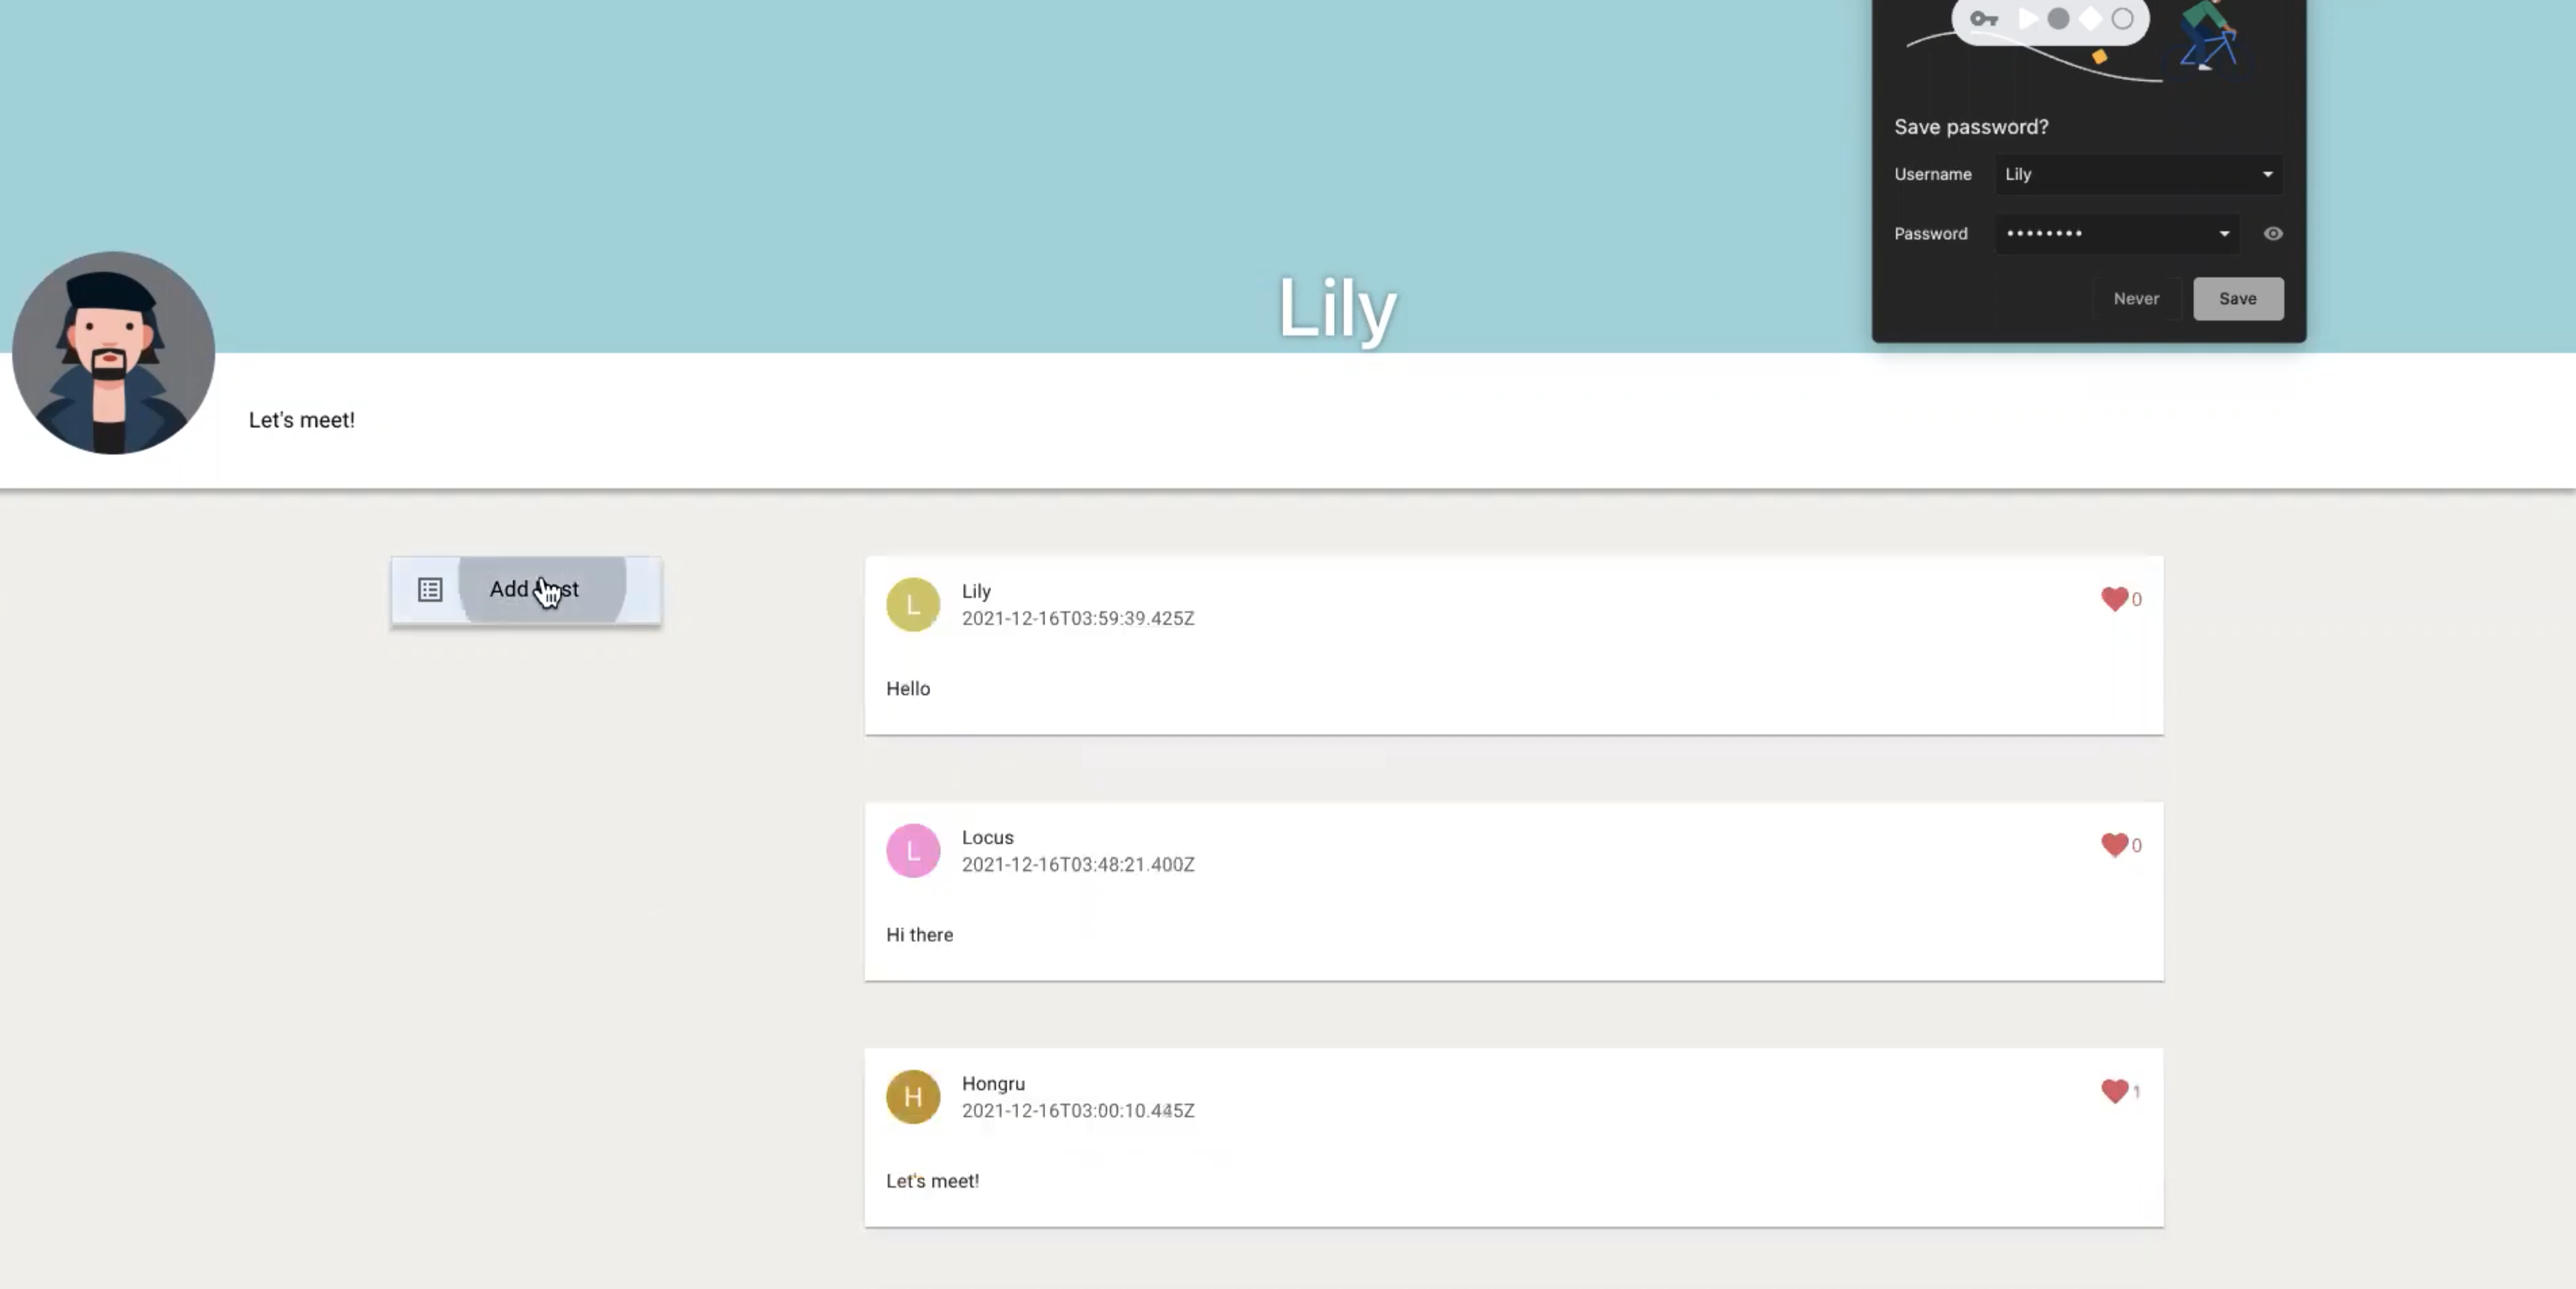 Save password?
Username Lily
Password ••••••••
Never Save
Lily
Let's meet!
Add
L Lily 0
2021-12-16T03:59:39.425Z
Hello
L Locus 0
2021-12-16T03:48:21.400Z
Hi there
H Hongru 1
2021-12-16T03:00:10.445Z
Let's meet!